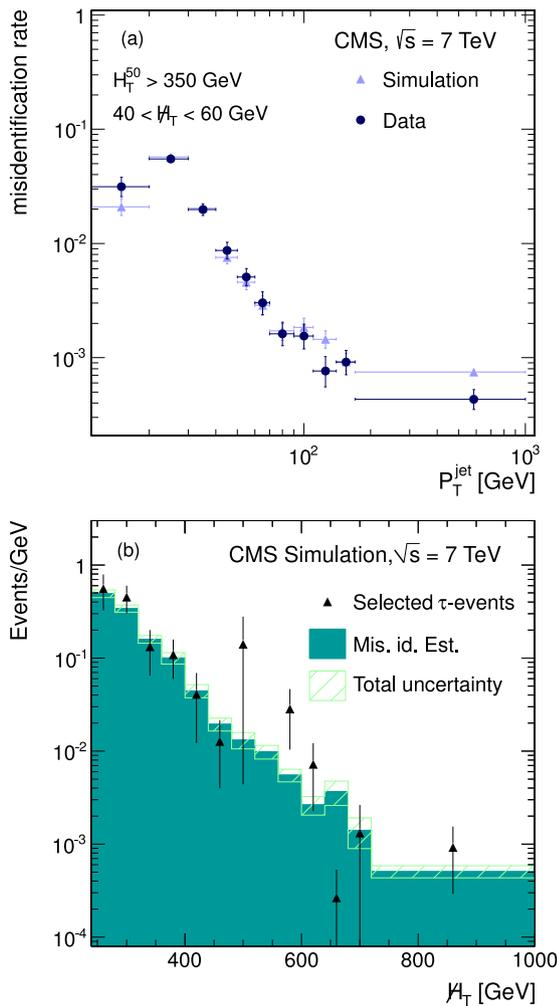 (a)
CMS, √s = 7 TeV
H_T^50 > 350 GeV
40 < H̸_T < 60 GeV
Simulation
Data
misidentification rate
1
10^-1
10^-2
10^-3
10^2
10^3
P_T^jet [GeV]
(b)
CMS Simulation, √s = 7 TeV
Selected τ-events
Mis. id. Est.
Total uncertainty
Events/GeV
1
10^-1
10^-2
10^-3
10^-4
400 600 800 1000
H̸_T [GeV]